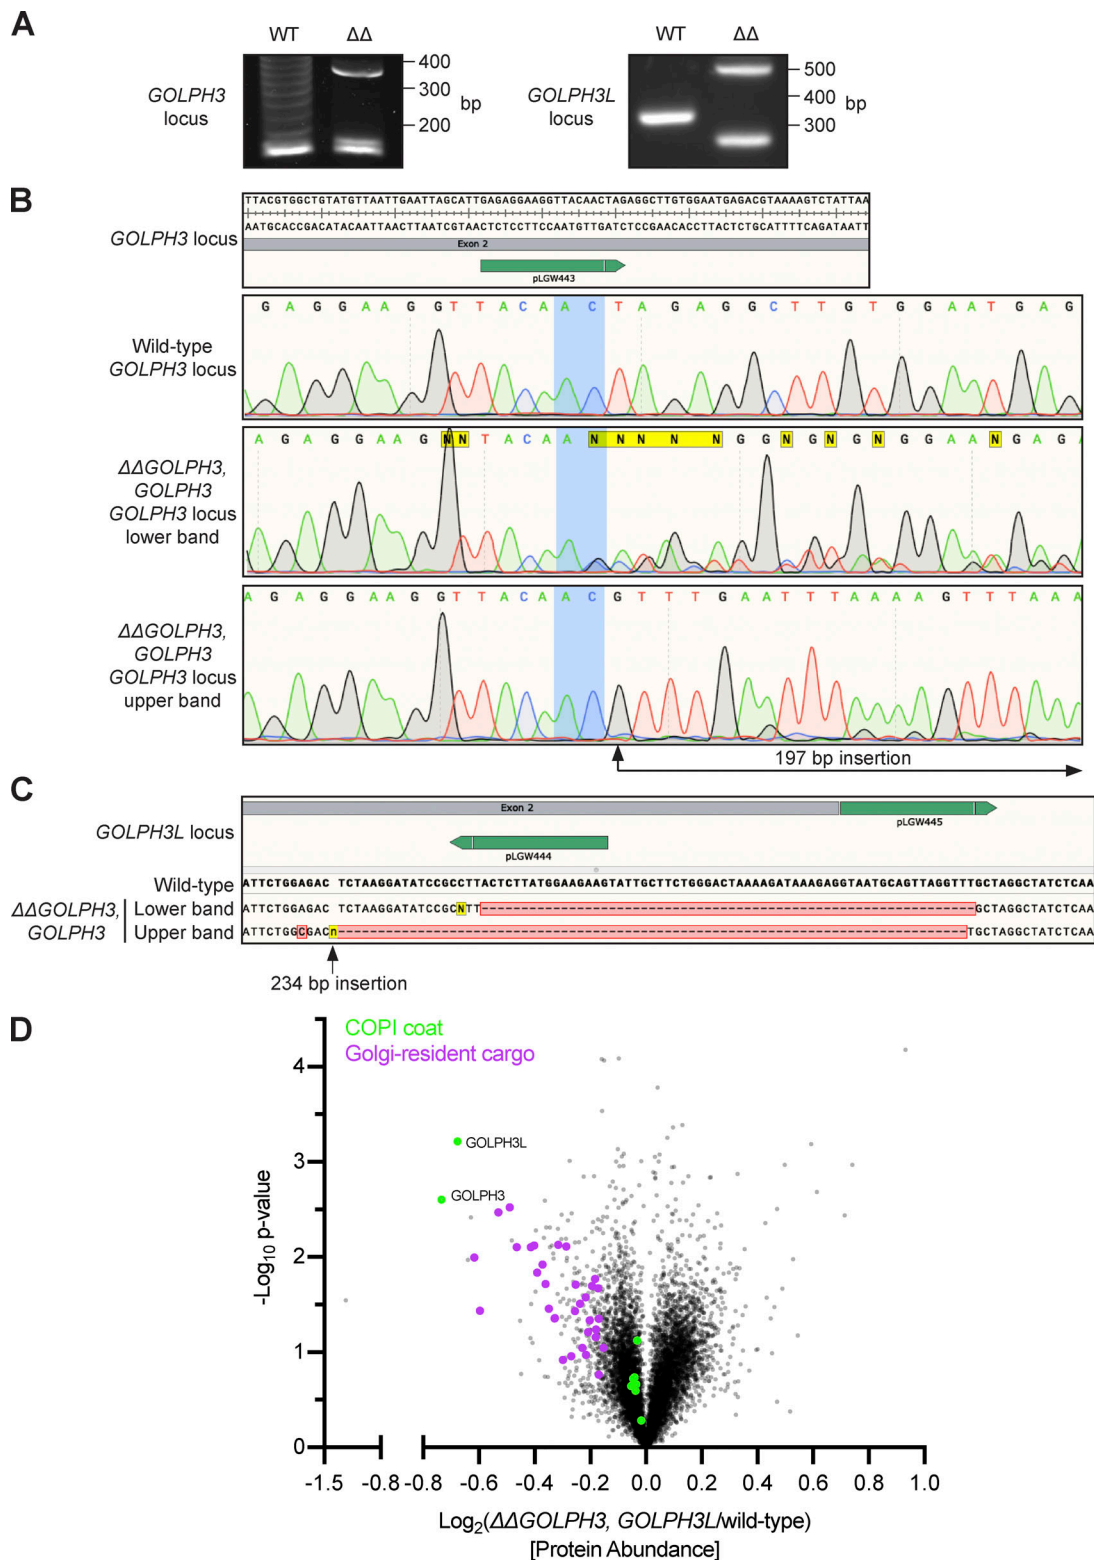 A
WT ΔΔ
GOLPH3
locus
400
300
200
bp
WT ΔΔ
GOLPH3L
locus
500
400
300
bp
B
GOLPH3 locus
TTACGTGGCTGTATGTTAATTGAATTAGCATTGAGAGGAAGGTTACAACTAGAGGCTTGTGGAATGAGACGTAAAAGTCTATTAA
AATGCACCGACATACAATTAACTTAATCGTAACTCTCCTTCCAATGTTGATCTCCGAACACCTTACTCTGCATTTTCAGATAATT
Exon 2
pLGW443
Wild-type
GOLPH3 locus
G A G G A A G G T T A C A A C T A G A G G C T T G T G G A A T G A G
ΔΔGOLPH3,
GOLPH3
GOLPH3 locus
lower band
A G A G G A A G N N T A C A A N N N N N G G N G N G N G G A A N G A G A
ΔΔGOLPH3,
GOLPH3
GOLPH3 locus
upper band
A G A G G A A G G T T A C A A C G T T T G A A T T T A A A A G T T T A A A
197 bp insertion
C
GOLPH3L locus
Exon 2
pLGW445
pLGW444
Wild-type
ATTCTGGAGAC TCTAAGGATATCCGCCTTACTCTTATGGAAGAAGTATTGCTTCTGGGACTAAAAGATAAAGAGGTAATGCAGTTAGGTTTGCTAGGCTATCTCAA
ΔΔGOLPH3,
GOLPH3
Lower band
ATTCTGGAGAC TCTAAGGATATCCGCNTT GCTAGGCTATCTCAA
Upper band
ATTCTGGCGACn TGCTAGGCTATCTCAA
234 bp insertion
D
COPI coat
Golgi-resident cargo
GOLPH3L
GOLPH3
-Log10 p-value
4
3
2
1
0
-1.5 -0.8 -0.8 -0.6 -0.4 -0.2 0.0 0.2 0.4 0.6 0.8 1.0
Log2(ΔΔGOLPH3, GOLPH3L/wild-type)
[Protein Abundance]